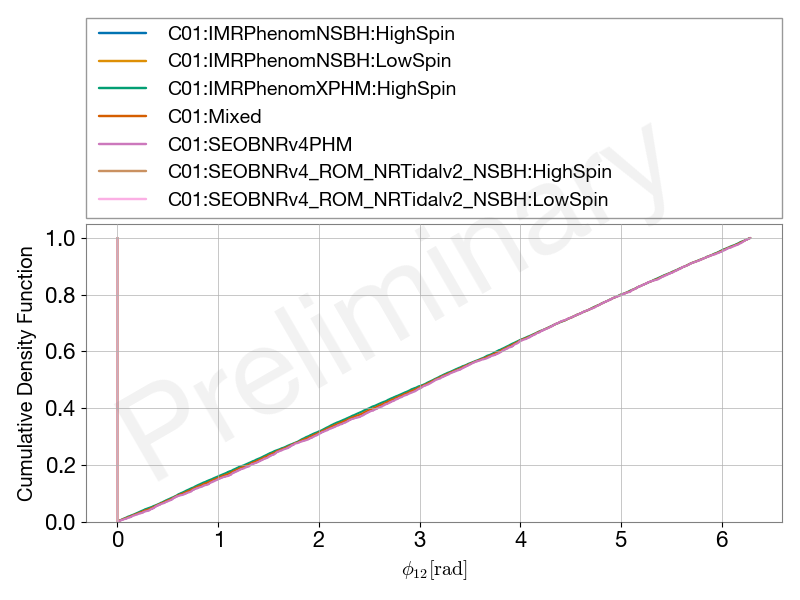 C01:IMRPhenomNSBH:HighSpin
C01:IMRPhenomNSBH:LowSpin
C01:IMRPhenomXPHM:HighSpin
C01:Mixed
C01:SEOBNRv4PHM
C01:SEOBNRv4_ROM_NRTidalv2_NSBH:HighSpin
C01:SEOBNRv4_ROM_NRTidalv2_NSBH:LowSpin
Preliminary
Cumulative Density Function
1.0
0.8
0.6
0.4
0.2
0.0
0 1 2 3 4 5 6
ϕ₁₂[rad]